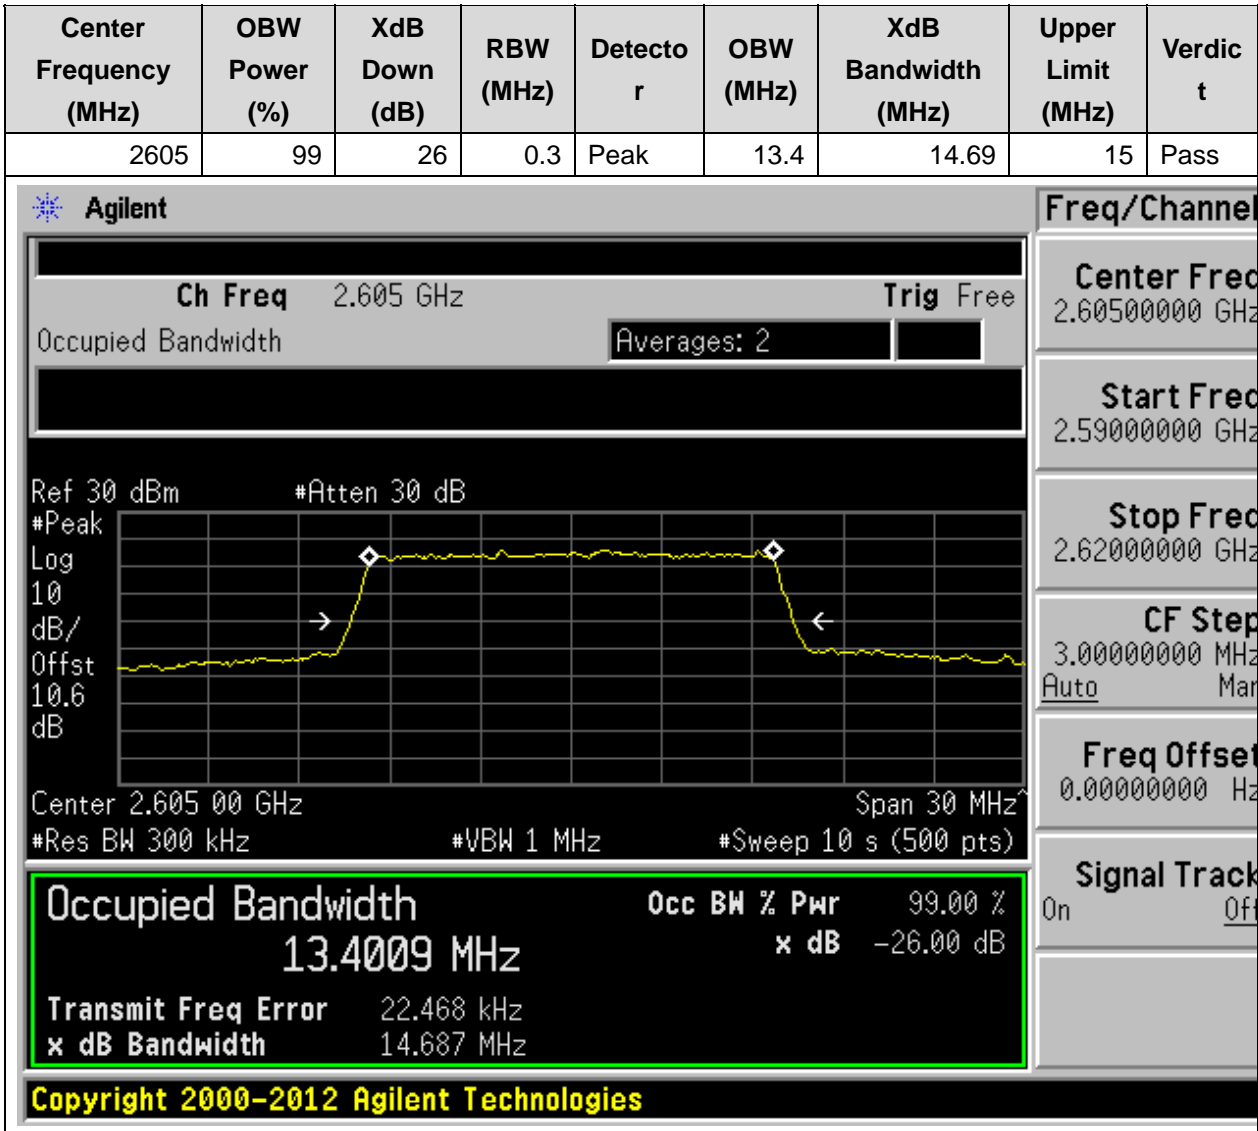 Center Frequency (MHz) OBW Power (%) XdB Down (dB) RBW (MHz) Detecto r OBW (MHz) XdB Bandwidth (MHz) Upper Limit (MHz) Verdic t
2605 99 26 0.3 Peak 13.4 14.69 15 Pass
Agilent
Freq/Channel
Ch Freq 2.605 GHz Trig Free
Occupied Bandwidth Averages: 2
Center Freq
2.60500000 GHz
Start Freq
2.59000000 GHz
Stop Freq
2.62000000 GHz
CF Step
3.00000000 MHz
Auto Man
Freq Offset
0.00000000 Hz
Signal Track
On Off
Ref 30 dBm #Atten 30 dB
#Peak
Log
10
dB/
Offst
10.6
dB
Center 2.605 00 GHz Span 30 MHz^
#Res BW 300 kHz #VBW 1 MHz #Sweep 10 s (500 pts)
Occupied Bandwidth
13.4009 MHz
Occ BW % Pwr 99.00 %
x dB -26.00 dB
Transmit Freq Error 22.468 kHz
x dB Bandwidth 14.687 MHz
Copyright 2000-2012 Agilent Technologies